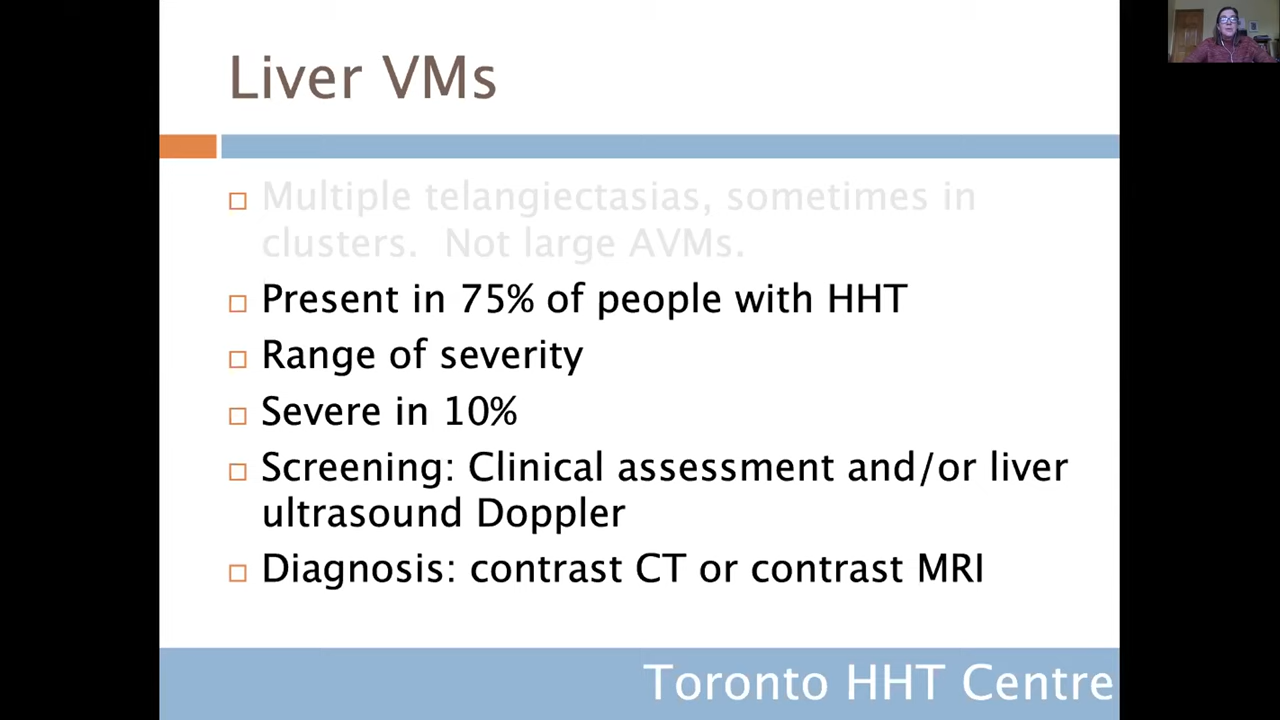 Liver VMs
Multiple telangiectasias, sometimes in
clusters. Not large AVMs.
Present in 75% of people with HHT
Range of severity
Severe in 10%
Screening: Clinical assessment and/or liver
ultrasound Doppler
Diagnosis: contrast CT or contrast MRI
Toronto HHT Centre